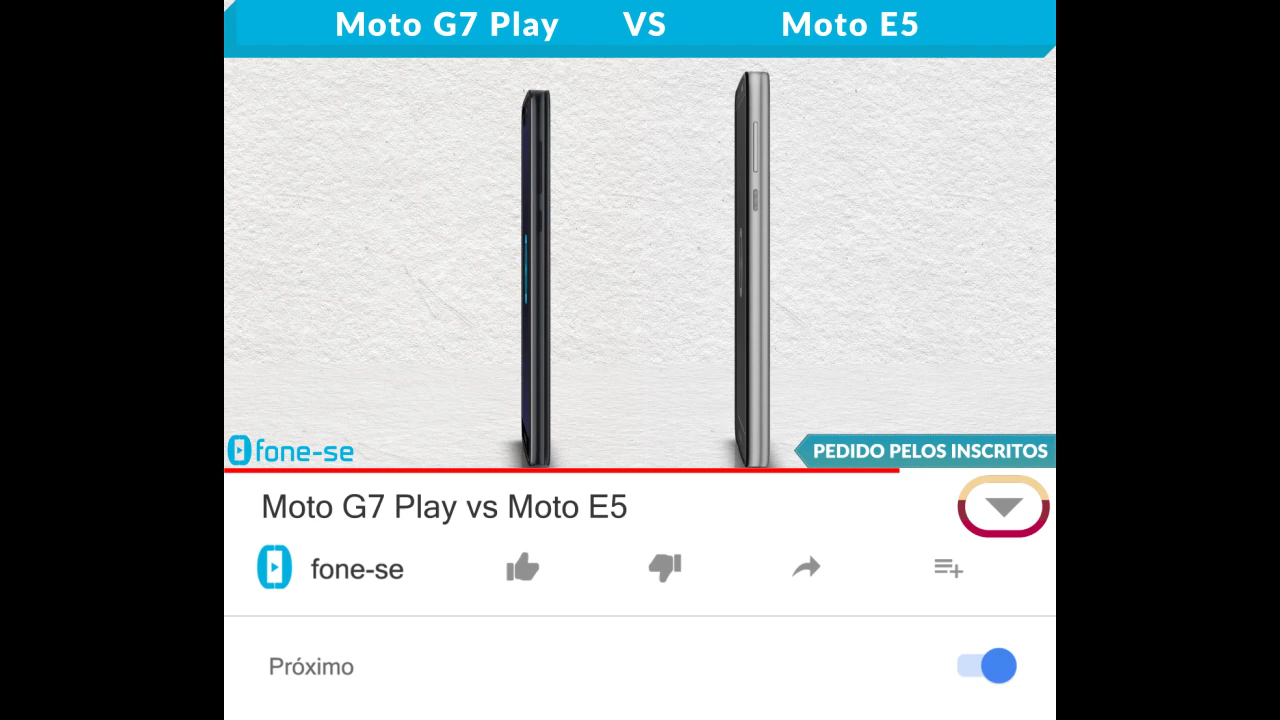 Moto G7 Play VS Moto E5
fone-se
PEDIDO PELOS INSCRITOS
Moto G7 Play vs Moto E5
fone-se
Próximo